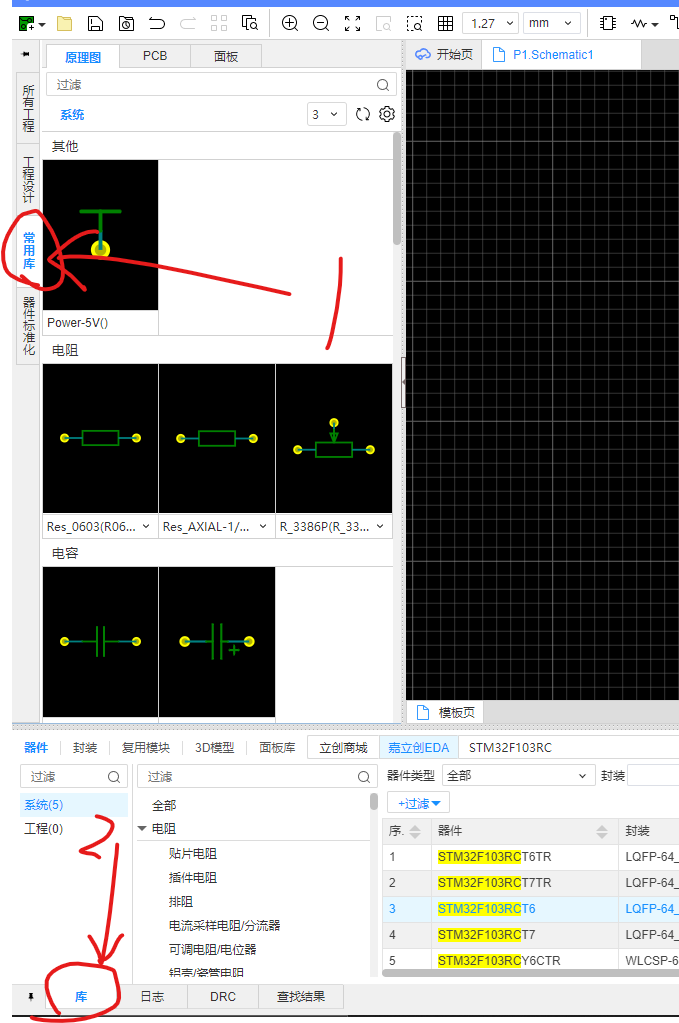 1.27 mm
原理图 PCB 面板
开始页 P1.Schematic1
过滤
系统 3
所有工程
工程设计
常用库
器件标准化
其他
Power-5V()
电阻
Res_0603(R06... Res_AXIAL-1/... R_3386P(R_33...
电容
1
模板页
器件 封装 复用模块 3D模型 面板库 立创商城 嘉立创EDA STM32F103RC
过滤 过滤 器件类型 全部 封装
系统(5) 全部 +过滤
工程(0) 电阻 序. 器件 封装
2
贴片电阻 1 STM32F103RCT6TR LQFP-64_
插件电阻 2 STM32F103RCT7TR LQFP-64_
排阻 3 STM32F103RCT6 LQFP-64_
电流采样电阻/分流器 4 STM32F103RCT7 LQFP-64_
可调电阻/电位器 5 STM32F103RCY6CTR WLCSP-6
铝壳/瓷管电阻
库 日志 DRC 查找结果